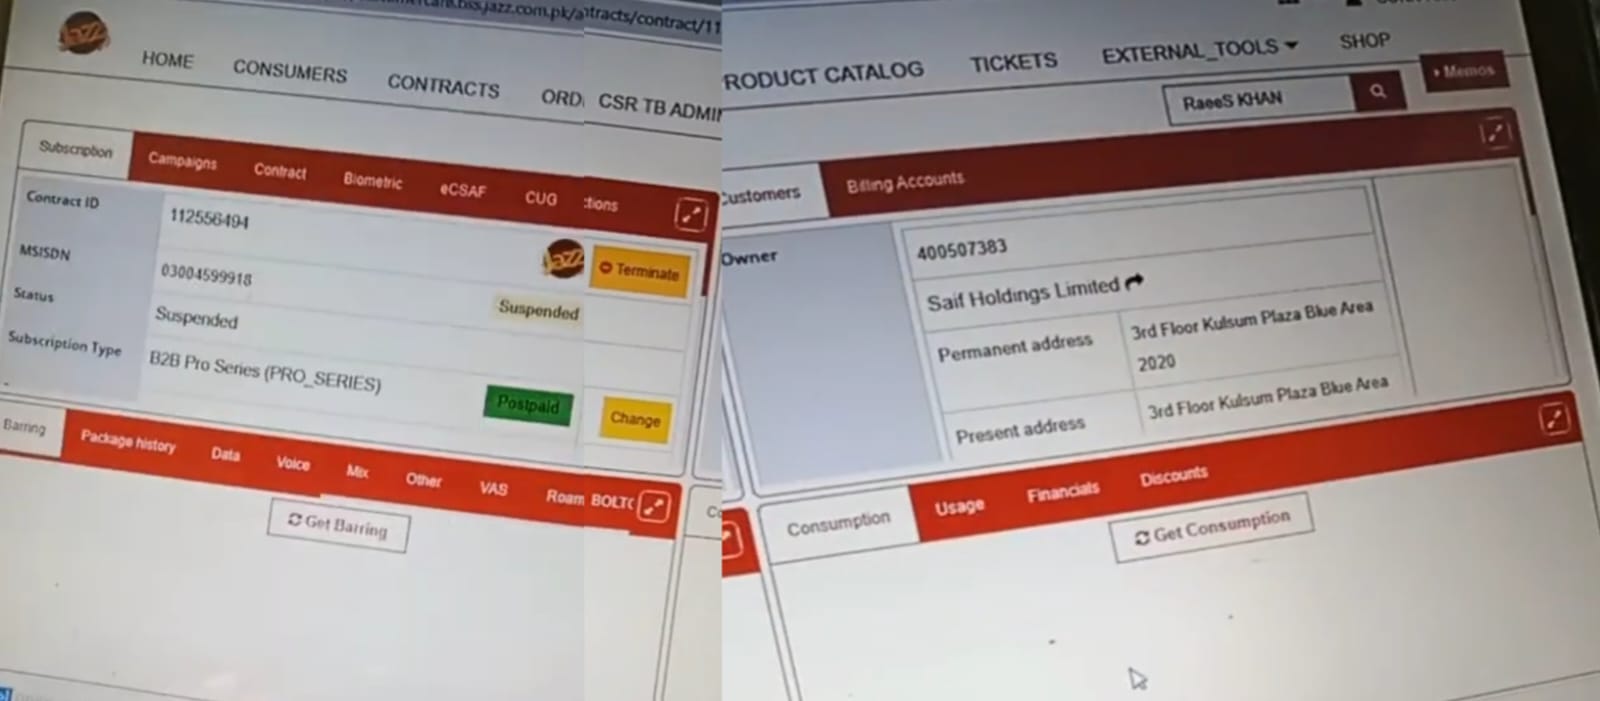 jazz.com.pk/a
tracts/contract/11
Jazz
HOME
CONSUMERS
CONTRACTS
ORD
CSR TB ADMI
Subscription
Campaigns
Contract
Biometric
eCSAF
CUG
tions
Contract ID
112556494
MSISDN
03004599918
Jazz
Terminate
Status
Suspended
Suspended
Subscription Type
B2B Pro Series (PRO_SERIES)
Postpaid
Change
Barring
Package history
Data
Voice
Mix
Other
VAS
Roam
BOLTO
Get Barring
RODUCT CATALOG
TICKETS
EXTERNAL_TOOLS
SHOP
RaeeS KHAN
Memos
Customers
Billing Accounts
Owner
400507383
Saif Holdings Limited
Permanent address
3rd Floor Kulsum Plaza Blue Area
2020
Present address
3rd Floor Kulsum Plaza Blue Area
Co
Consumption
Usage
Financials
Discounts
Get Consumption